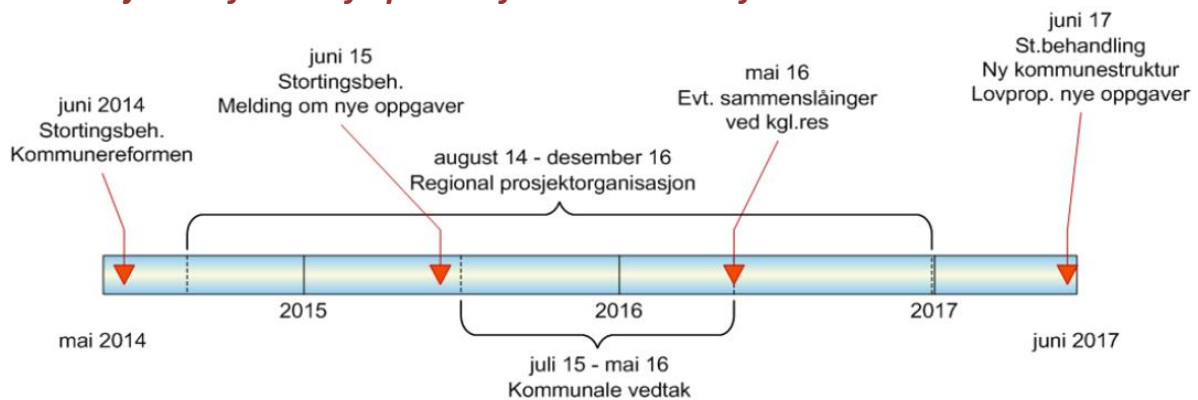 juni 2014
Stortingsbeh.
Kommunereformen
juni 15
Stortingsbeh.
Melding om nye oppgaver
august 14 - desember 16
Regional prosjektorganisasjon
mai 16
Evt. sammenslåinger
ved kgl.res
juni 17
St.behandling
Ny kommunestruktur
Lovprop. nye oppgaver
2015
2016
2017
mai 2014
juni 2017
juli 15 - mai 16
Kommunale vedtak